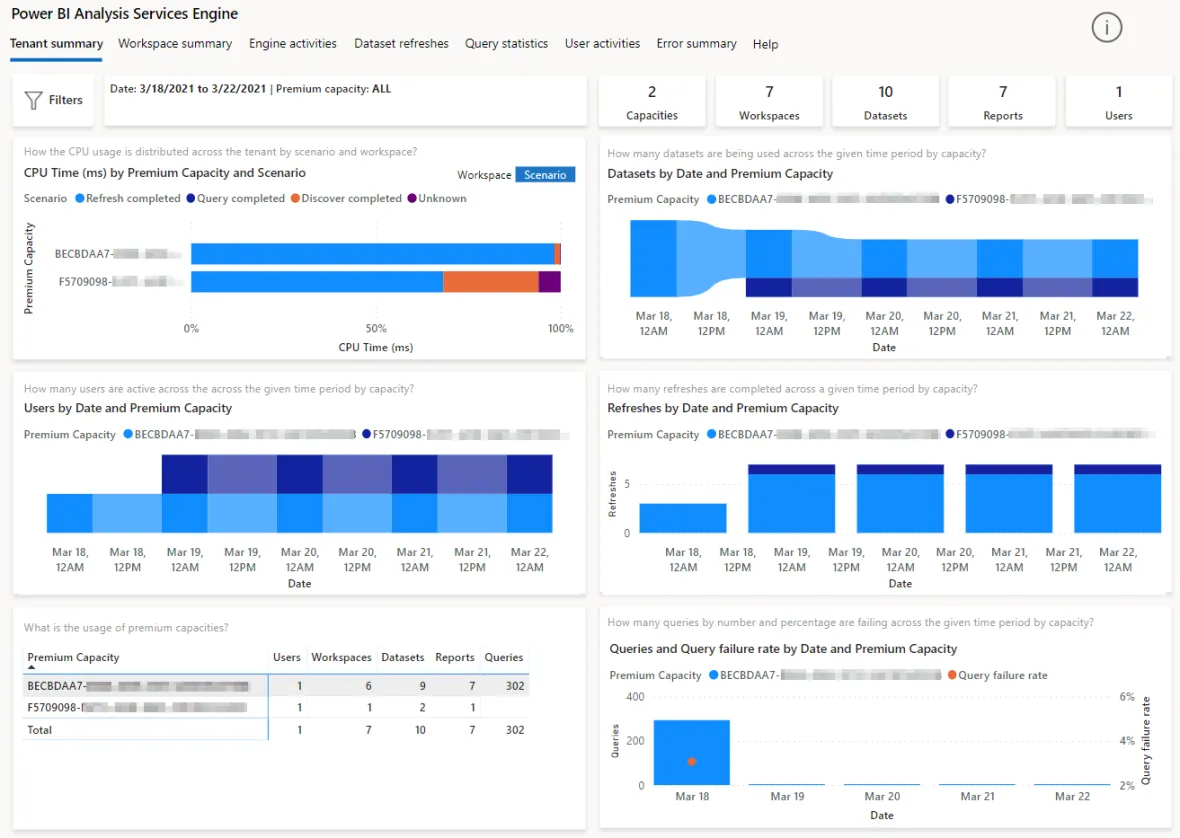 Power BI Analysis Services Engine
Tenant summary Workspace summary Engine activities Dataset refreshes Query statistics User activities Error summary Help
Filters
Date: 3/18/2021 to 3/22/2021 | Premium capacity: ALL
2 7 10 7 1
Capacities Workspaces Datasets Reports Users
How the CPU usage is distributed across the tenant by scenario and workspace?
CPU Time (ms) by Premium Capacity and Scenario
Workspace Scenario
Scenario Refresh completed Query completed Discover completed Unknown
Premium Capacity
BECBDAA7-
F5709098-
0% 50% 100%
CPU Time (ms)
How many datasets are being used across the given time period by capacity?
Datasets by Date and Premium Capacity
Premium Capacity BECBDAA7- F5709098-
Mar 18, Mar 18, Mar 19, Mar 19, Mar 20, Mar 20, Mar 21, Mar 21, Mar 22,
12AM 12PM 12AM 12PM 12AM 12PM 12AM 12PM 12AM
Date
How many users are active across the across the given time period by capacity?
Users by Date and Premium Capacity
Premium Capacity BECBDAA7- F5709098-
Mar 18, Mar 18, Mar 19, Mar 19, Mar 20, Mar 20, Mar 21, Mar 21, Mar 22,
12AM 12PM 12AM 12PM 12AM 12PM 12AM 12PM 12AM
Date
How many refreshes are completed across a given time period by capacity?
Refreshes by Date and Premium Capacity
Premium Capacity BECBDAA7- F5709098-
Refreshes
5
0
Mar 18, Mar 18, Mar 19, Mar 19, Mar 20, Mar 20, Mar 21, Mar 21, Mar 22,
12AM 12PM 12AM 12PM 12AM 12PM 12AM 12PM 12AM
Date
What is the usage of premium capacities?
Premium Capacity Users Workspaces Datasets Reports Queries
BECBDAA7- 1 6 9 7 302
F5709098- 1 1 2 1
Total 1 7 10 7 302
How many queries by number and percentage are failing across the given time period by capacity?
Queries and Query failure rate by Date and Premium Capacity
Premium Capacity BECBDAA7- Query failure rate
Queries
400 6%
200 4%
0 2%
Query failure rate
Mar 18 Mar 19 Mar 20 Mar 21 Mar 22
Date